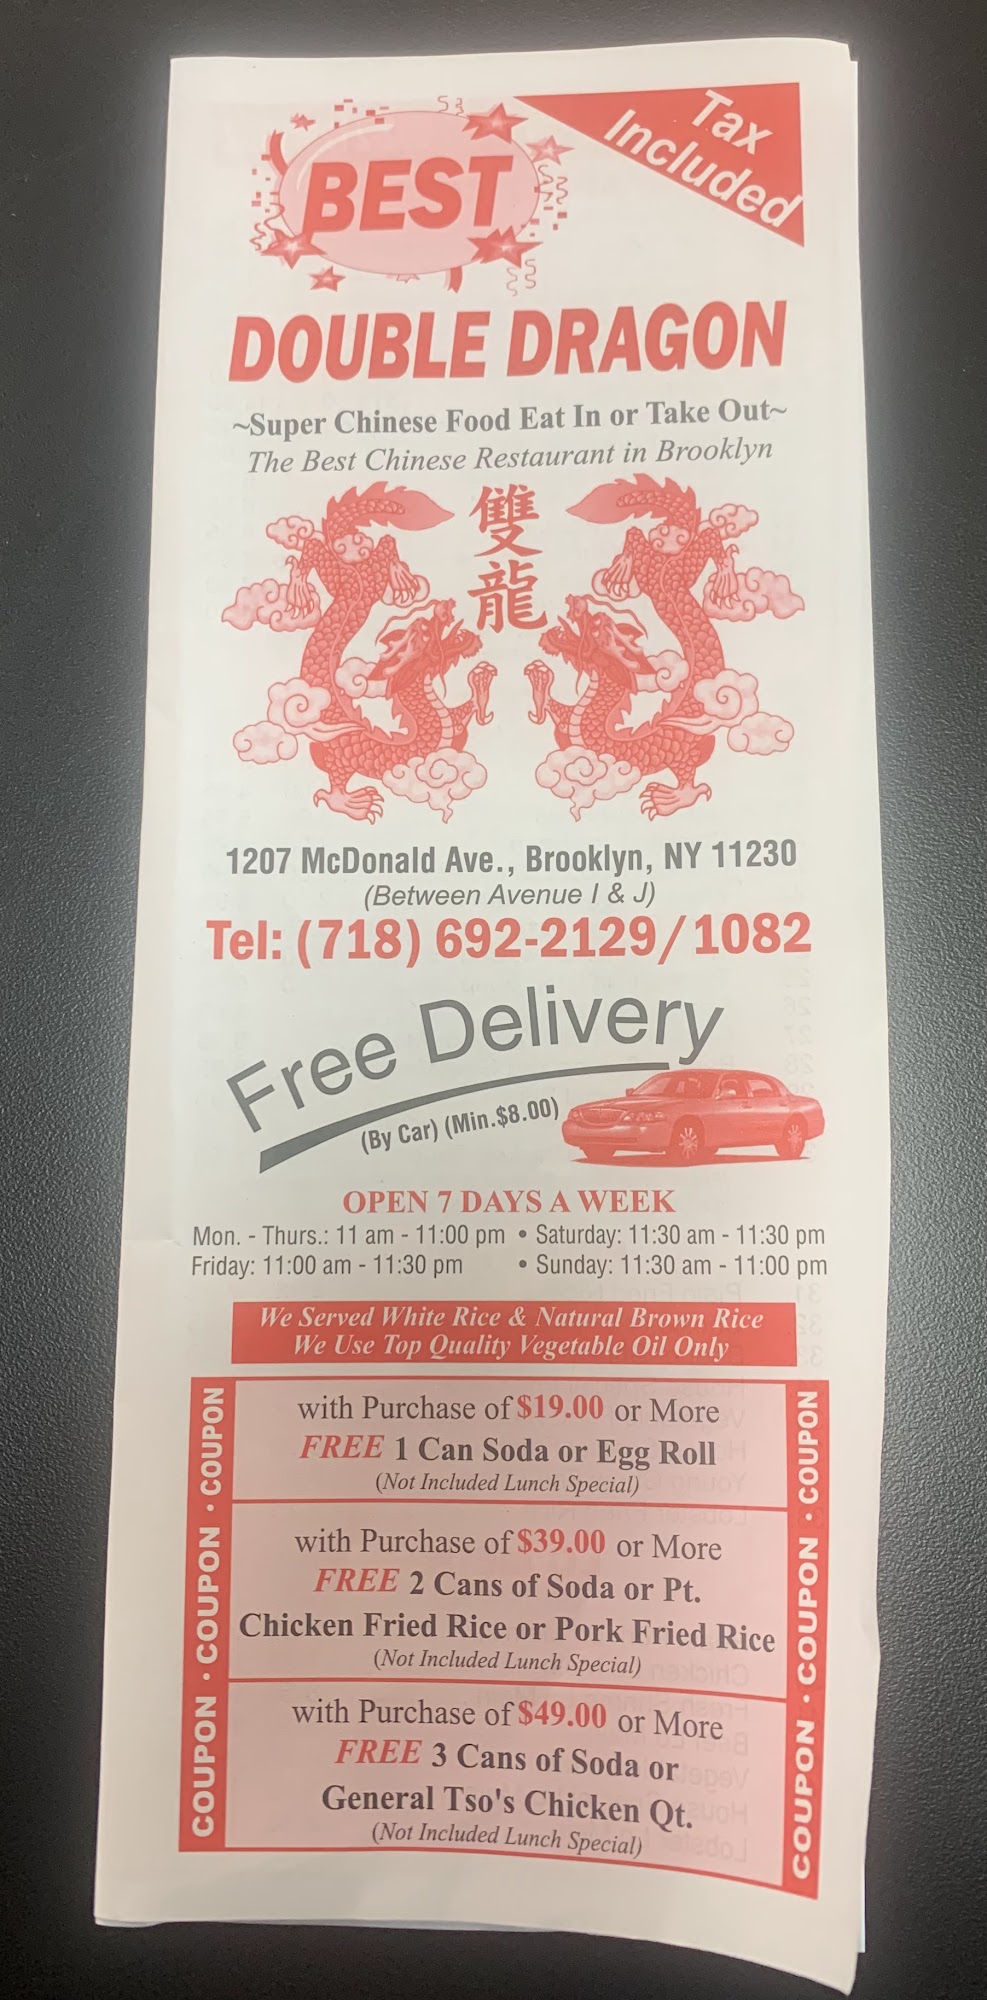 BEST
Tax
Included
DOUBLE DRAGON
~Super Chinese Food Eat In or Take Out~
The Best Chinese Restaurant in Brooklyn
雙
龍
1207 McDonald Ave., Brooklyn, NY 11230
(Between Avenue I & J)
Tel: (718) 692-2129/1082
Free Delivery
(By Car) (Min.$8.00)
OPEN 7 DAYS A WEEK
Mon. - Thurs.: 11 am - 11:00 pm • Saturday: 11:30 am - 11:30 pm
Friday: 11:00 am - 11:30 pm • Sunday: 11:30 am - 11:00 pm
We Served White Rice & Natural Brown Rice
We Use Top Quality Vegetable Oil Only
COUPON • COUPON • COUPON
with Purchase of $19.00 or More
FREE 1 Can Soda or Egg Roll
(Not Included Lunch Special)
with Purchase of $39.00 or More
FREE 2 Cans of Soda or Pt.
Chicken Fried Rice or Pork Fried Rice
(Not Included Lunch Special)
with Purchase of $49.00 or More
FREE 3 Cans of Soda or
General Tso's Chicken Qt.
(Not Included Lunch Special)
COUPON • COUPON • COUPON